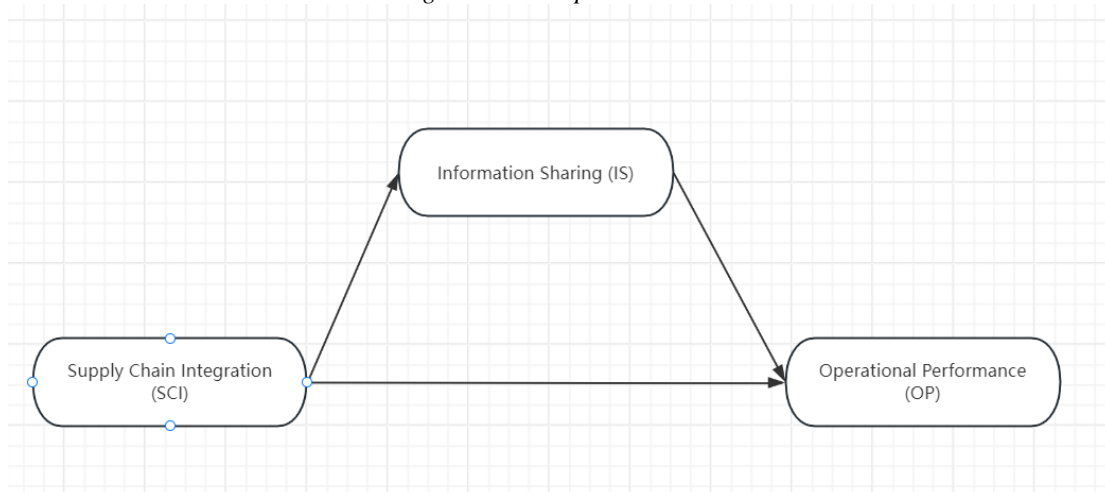 Information Sharing (IS)
Supply Chain Integration
(SCI)
Operational Performance
(OP)